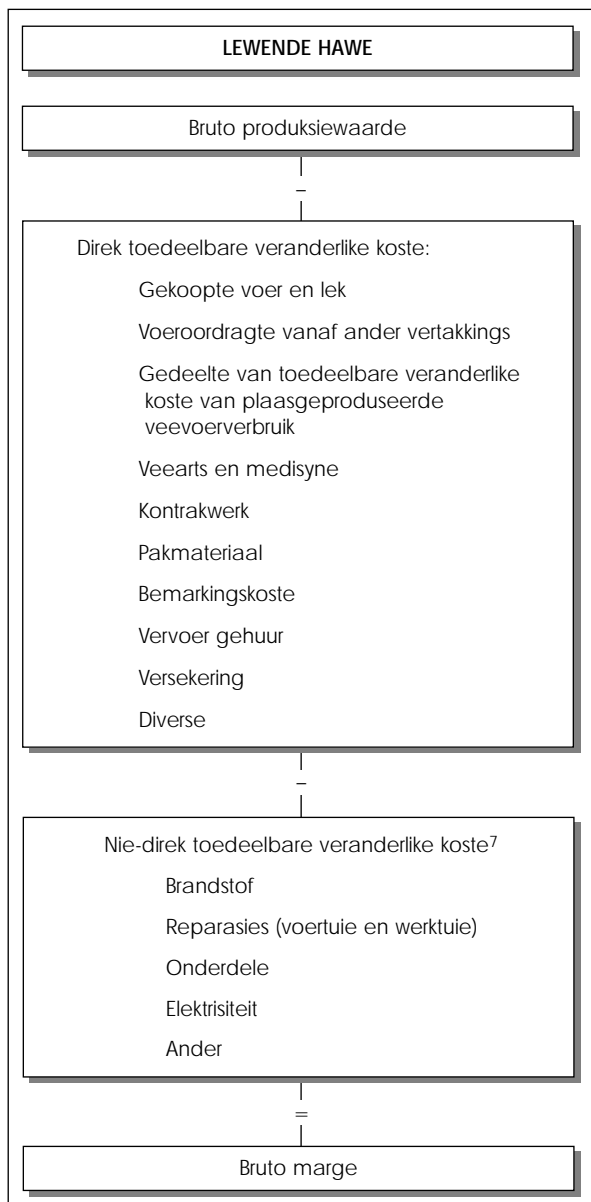 LEWENDE HAWE
Bruto produksiewaarde
–
Direk toedeelbare veranderlike koste:
Gekoopte voer en lek
Voeroordragte vanaf ander vertakkings
Gedeelte van toedeelbare veranderlike
koste van plaasgeproduseerde
veevoerverbruik
Veearts en medisyne
Kontrakwerk
Pakmateriaal
Bemarkingskoste
Vervoer gehuur
Versekering
Diverse
–
Nie-direk toedeelbare veranderlike koste⁷
Brandstof
Reparasies (voertuie en werktuie)
Onderdele
Elektrisiteit
Ander
=
Bruto marge